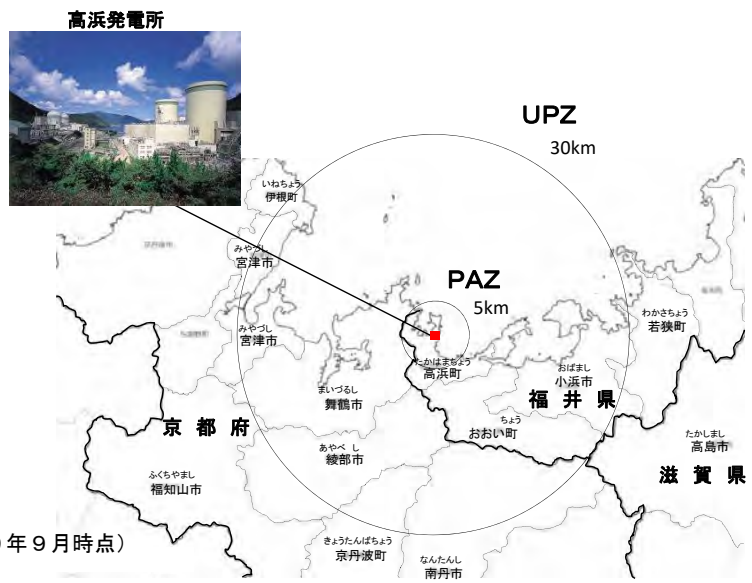 高浜発電所
UPZ
30km
いねちょう
伊根町
みやづし
宮津市
PAZ
5km
わかさちょう
若狭町
みやづし
宮津市
たかはまちょう
高浜町
おばまし
小浜市
まいづるし
舞鶴市
福井県
京都府
ちょう
おおい町
たかしまし
高島市
あやべ し
綾部市
滋賀県
ふくちやまし
福知山市
年９月時点）
きょうたんばちょう
京丹波町
なんたんし
南丹市